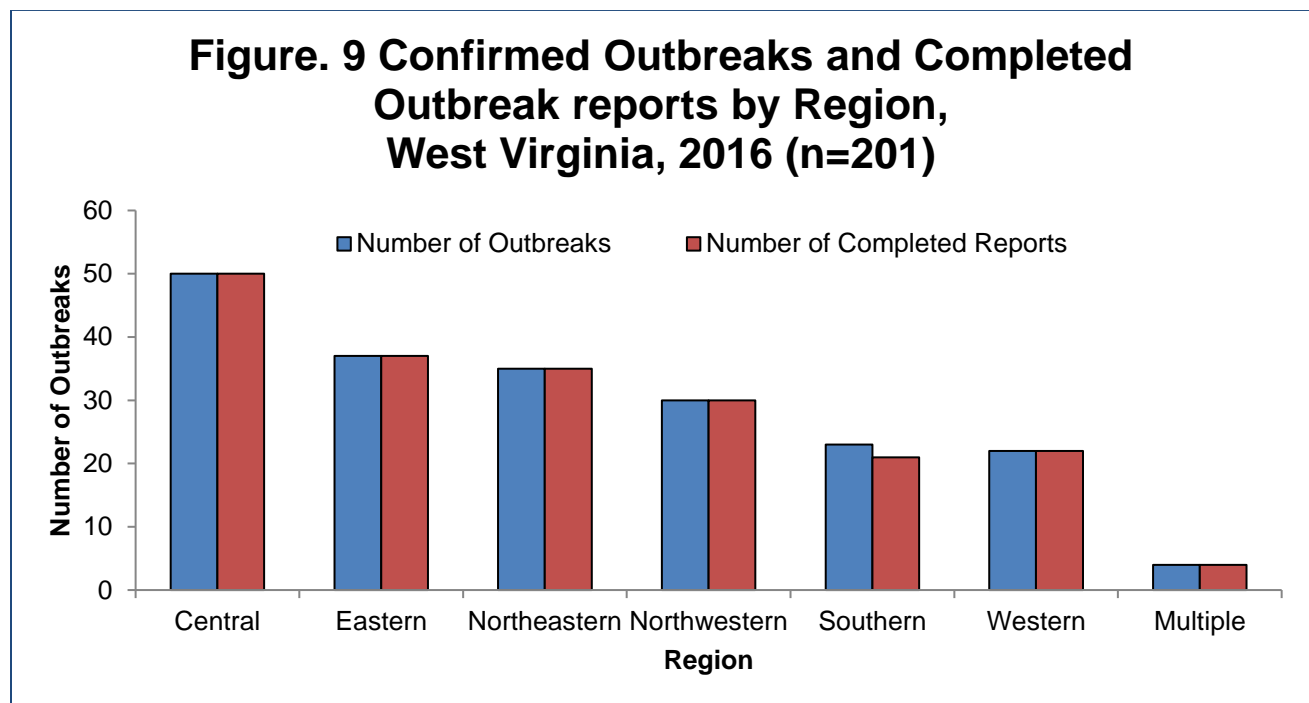 Figure. 9 Confirmed Outbreaks and Completed
Outbreak reports by Region,
West Virginia, 2016 (n=201)
Number of Outbreaks
Number of Completed Reports
60
50
40
30
20
10
0
Number of Outbreaks
Central
Eastern
Northeastern
Northwestern
Southern
Western
Multiple
Region